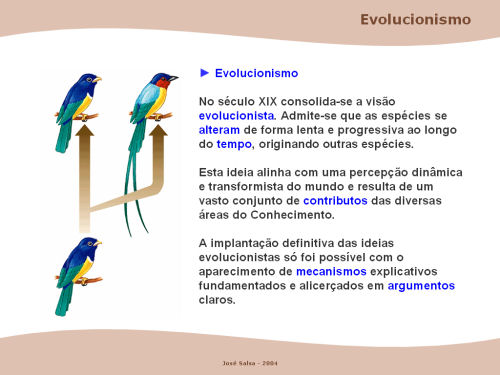 Evolucionismo
► Evolucionismo
No século XIX consolida-se a visão
evolucionista. Admite-se que as espécies se
alteram de forma lenta e progressiva ao longo
do tempo, originando outras espécies.
Esta ideia alinha com uma percepção dinâmica
e transformista do mundo e resulta de um
vasto conjunto de contributos das diversas
áreas do Conhecimento.
A implantação definitiva das ideias
evolucionistas só foi possível com o
aparecimento de mecanismos explicativos
fundamentados e alicerçados em argumentos
claros.
José Salsa - 2004